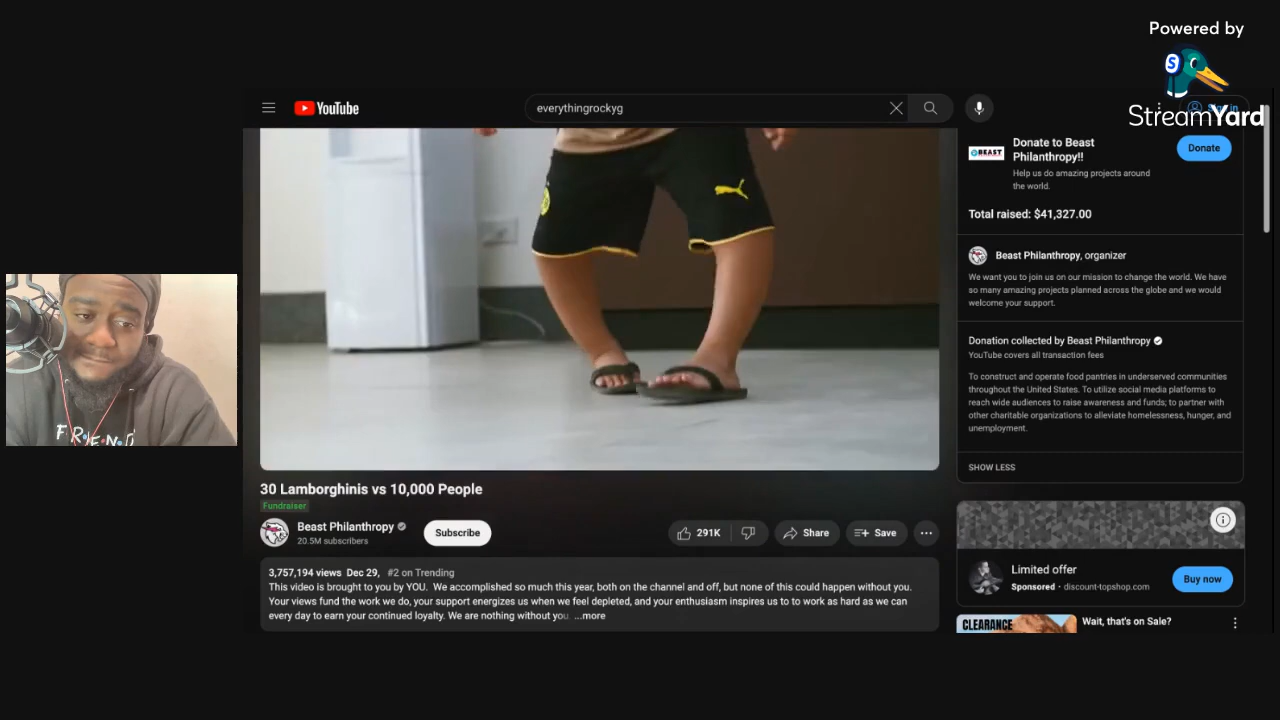 Powered by
S
StreamYard
YouTube
everythingrockyg
Donate to Beast
Philanthropy!!
Donate
BEAST
Help us do amazing projects around
the world.
Total raised: $41,327.00
Beast Philanthropy, organizer
We want you to join us on our mission to change the world. We have
so many amazing projects planned across the globe and we would
welcome your support.
Donation collected by Beast Philanthropy
YouTube covers all transaction fees
To construct and operate food pantries in underserved communities
throughout the United States. To utilize social media platforms to
reach wide audiences to raise awareness and funds; to partner with
other charitable organizations to alleviate homelessness, hunger, and
unemployment.
SHOW LESS
F·R·I·E·N·D
30 Lamborghinis vs 10,000 People
Fundraiser
Beast Philanthropy
20.5M subscribers
Subscribe
291K
Share
Save
3,757,194 views Dec 29, #2 on Trending
This video is brought to you by YOU. We accomplished so much this year, both on the channel and off, but none of this could happen without you.
Your views fund the work we do, your support energizes us when we feel depleted, and your enthusiasm inspires us to to work as hard as we can
every day to earn your continued loyalty. We are nothing without you. ...more
Limited offer
Sponsored · discount-topshop.com
Buy now
CLEARANCE
Wait, that's on Sale?